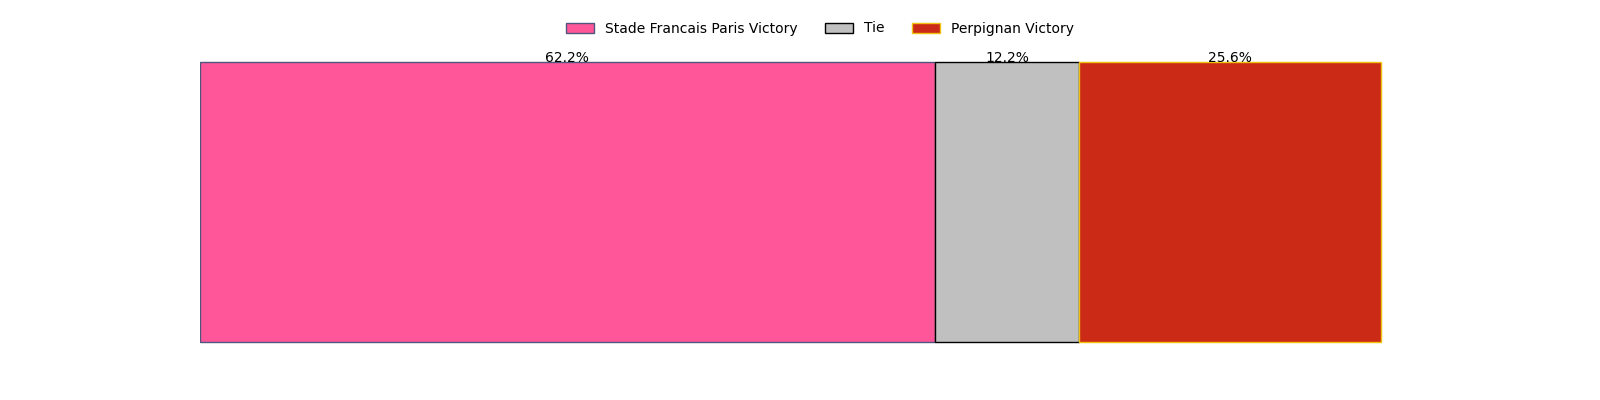 Stade Francais Paris Victory Tie Perpignan Victory
62.2% 12.2% 25.6%